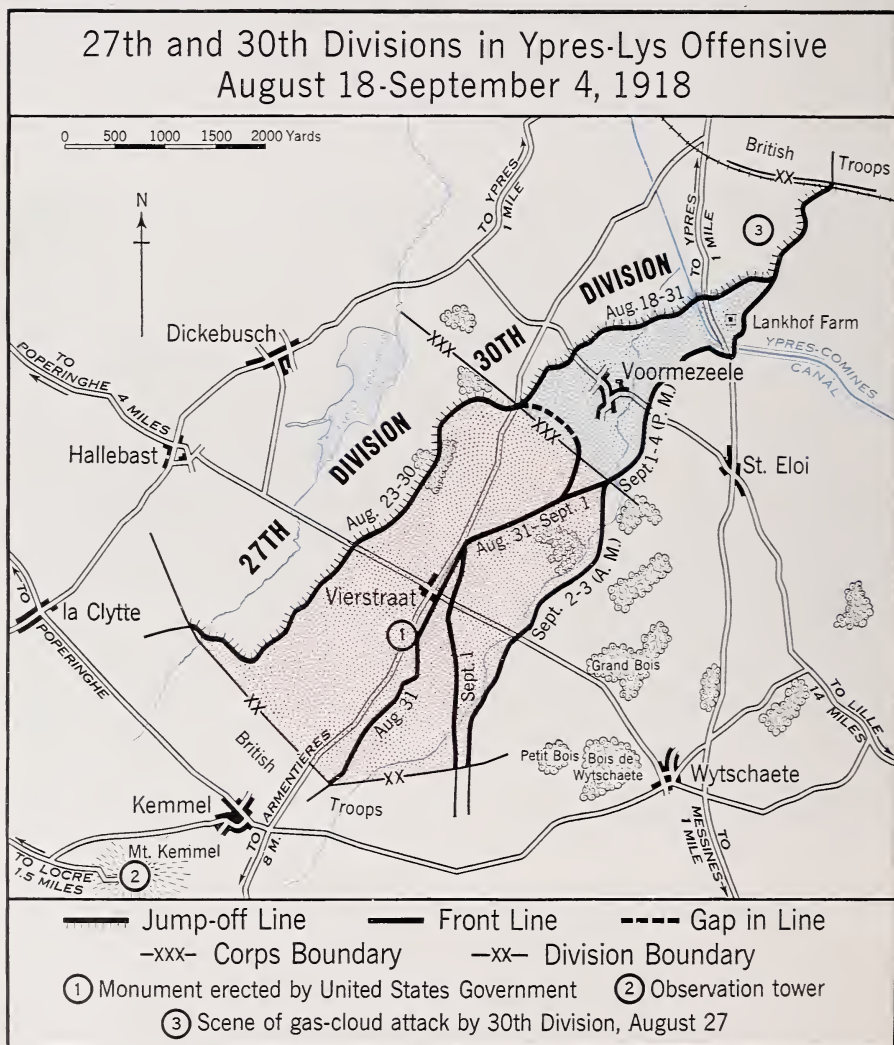 27th and 30th Divisions in Ypres-Lys Offensive
August 18-September 4, 1918
0 500 1000 1500 2000 Yards
N
TO YPRES
1 MILE
TO YPRES
1 MILE
British
XX
Troops
3
30TH DIVISION
Aug. 18-31
Lankhof Farm
YPRES-COMINES
CANAL
Dickebusch
XXX
Voormezeele
TO
POPERINGHE
4 MILES
Hallebast
27TH DIVISION
Aug. 23-30
XXX
Sept. 1-4 (P. M.)
St. Eloi
Aug. 31-Sept. 1
TO
POPERINGHE
la Clytte
Vierstraat
1
Sept. 2-3 (A. M.)
Grand Bois
Sept. 1
Aug. 31
XX
British
Troops
XX
TO LILLE
14 MILES
Petit Bois
Bois de
Wytschaete
Wytschaete
Kemmel
TO ARMENTIÈRES
8 M.
TO
MESSINES
1 MILE
Mt. Kemmel
TO LOCRE
1.5 MILES
2
Jump-off Line Front Line Gap in Line
-XXX- Corps Boundary -XX- Division Boundary
1 Monument erected by United States Government 2 Observation tower
3 Scene of gas-cloud attack by 30th Division, August 27